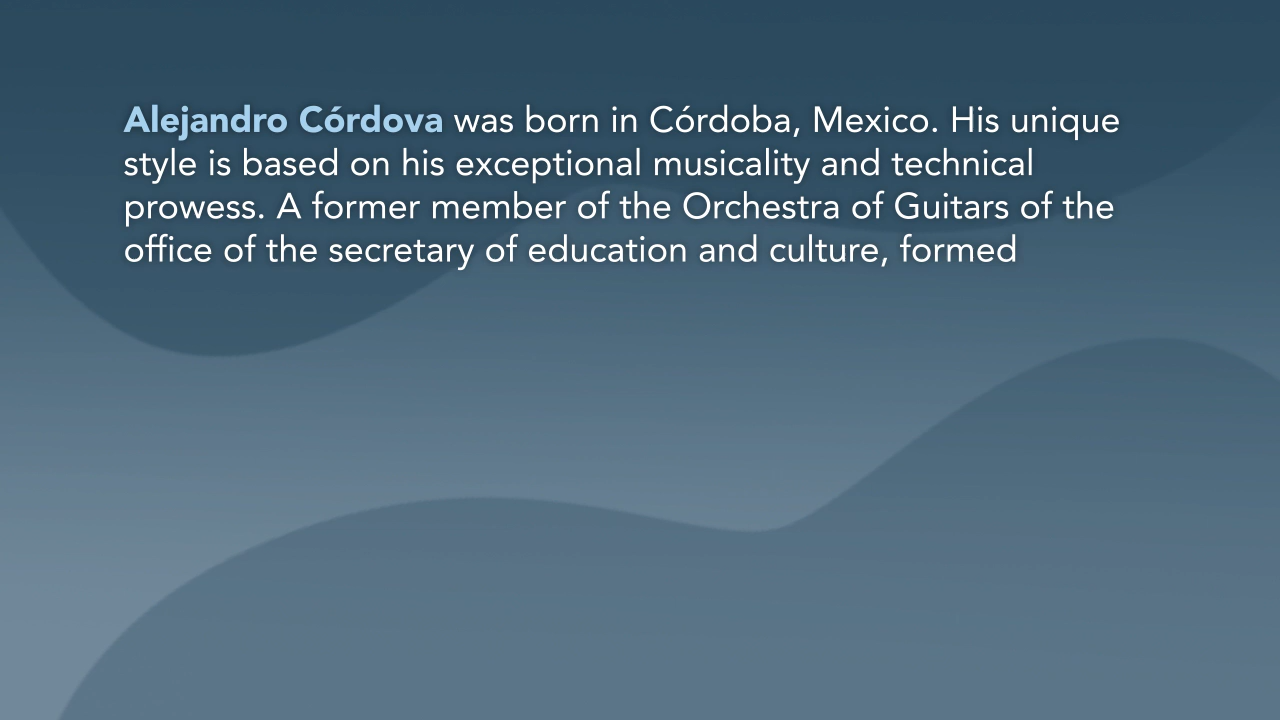 Alejandro Córdova was born in Córdoba, Mexico. His unique
style is based on his exceptional musicality and technical
prowess. A former member of the Orchestra of Guitars of the
office of the secretary of education and culture, formed